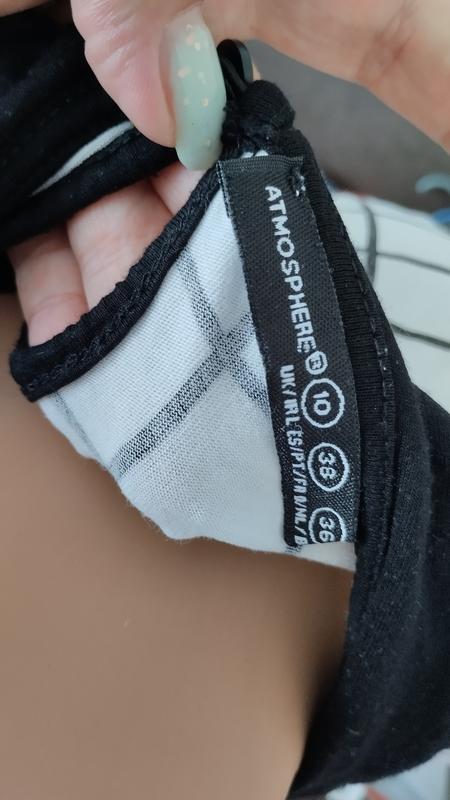 ATMOSPHERE®
10 38 36
UK/IRL ES/PT/FR